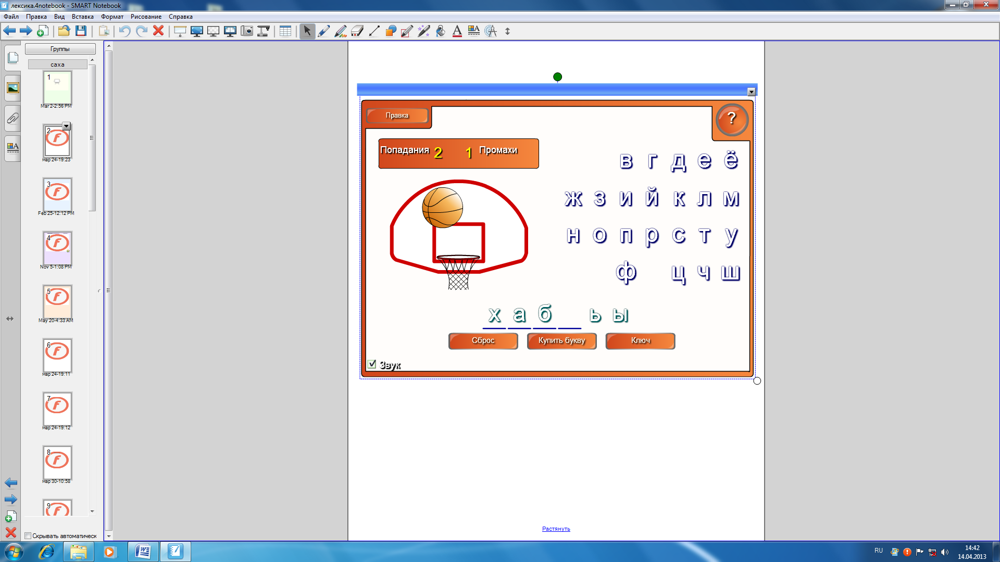 лексика.4notebook - SMART Notebook
Файл Правка Вид Вставка Формат Рисование Справка
Группы
саха
1
Mar 2-2:56 PM
2
мар 24-19:23
3
Feb 25-12:12 PM
4
Nov 5-1:08 PM
5
May 20-4:33 AM
6
мар 24-19:11
7
мар 24-19:12
8
мар 30-10:58
9
Скрывать автоматическ
Правка
?
Попадания 2 1 Промахи
в г д е ё
ж з и й к л м
н о п р с т у
ф ц ч ш
х а б ь ы
Сброс Купить букву Ключ
Звук
Растянуть
RU
14:42
14.04.2013